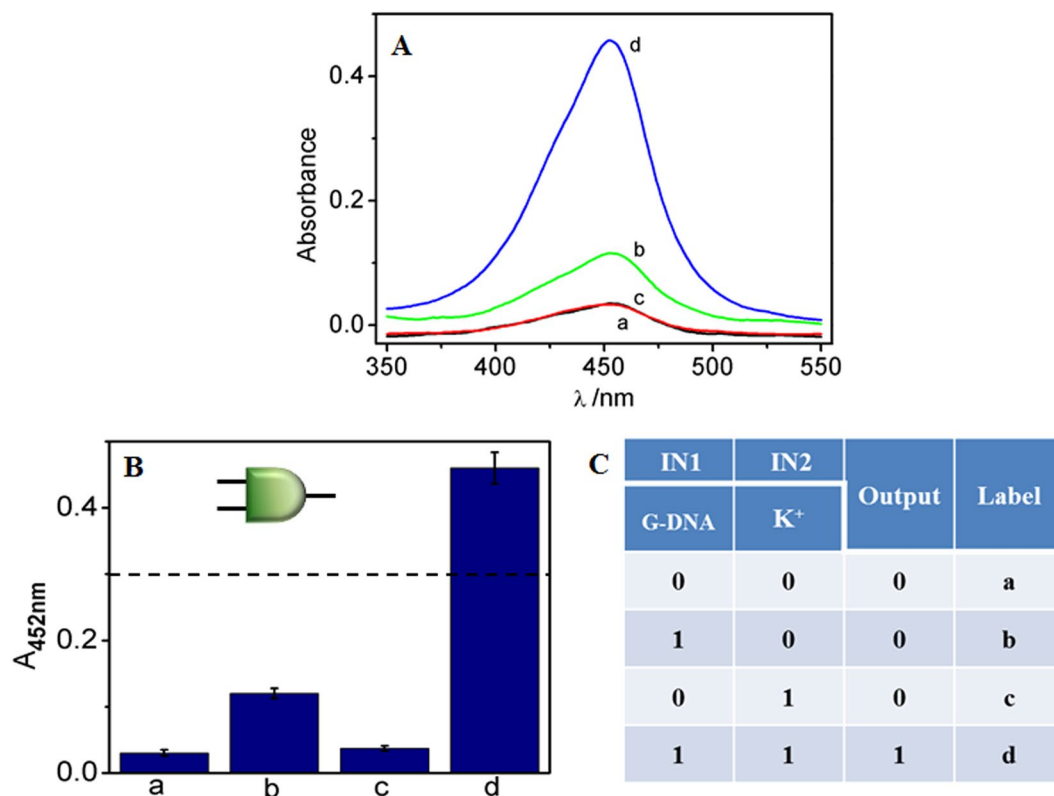 A
d
0.4
Absorbance
0.2
b
c
0.0
a
350 400 450 500 550
λ /nm
B
0.4
A452nm
0.2
0.0
a b c d
C
IN1 IN2 Output Label
G-DNA K⁺
0 0 0 a
1 0 0 b
0 1 0 c
1 1 1 d